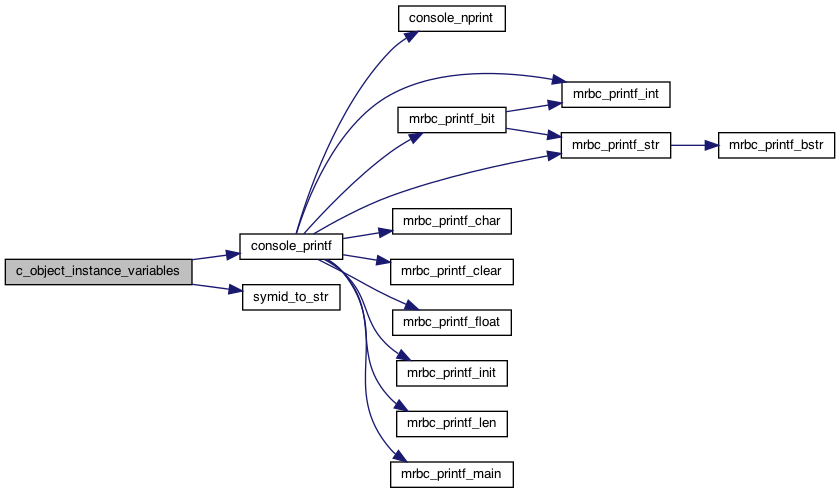 console_nprint
mrbc_printf_int
mrbc_printf_bit
mrbc_printf_str
mrbc_printf_bstr
mrbc_printf_char
console_printf
c_object_instance_variables
mrbc_printf_clear
symid_to_str
mrbc_printf_float
mrbc_printf_init
mrbc_printf_len
mrbc_printf_main